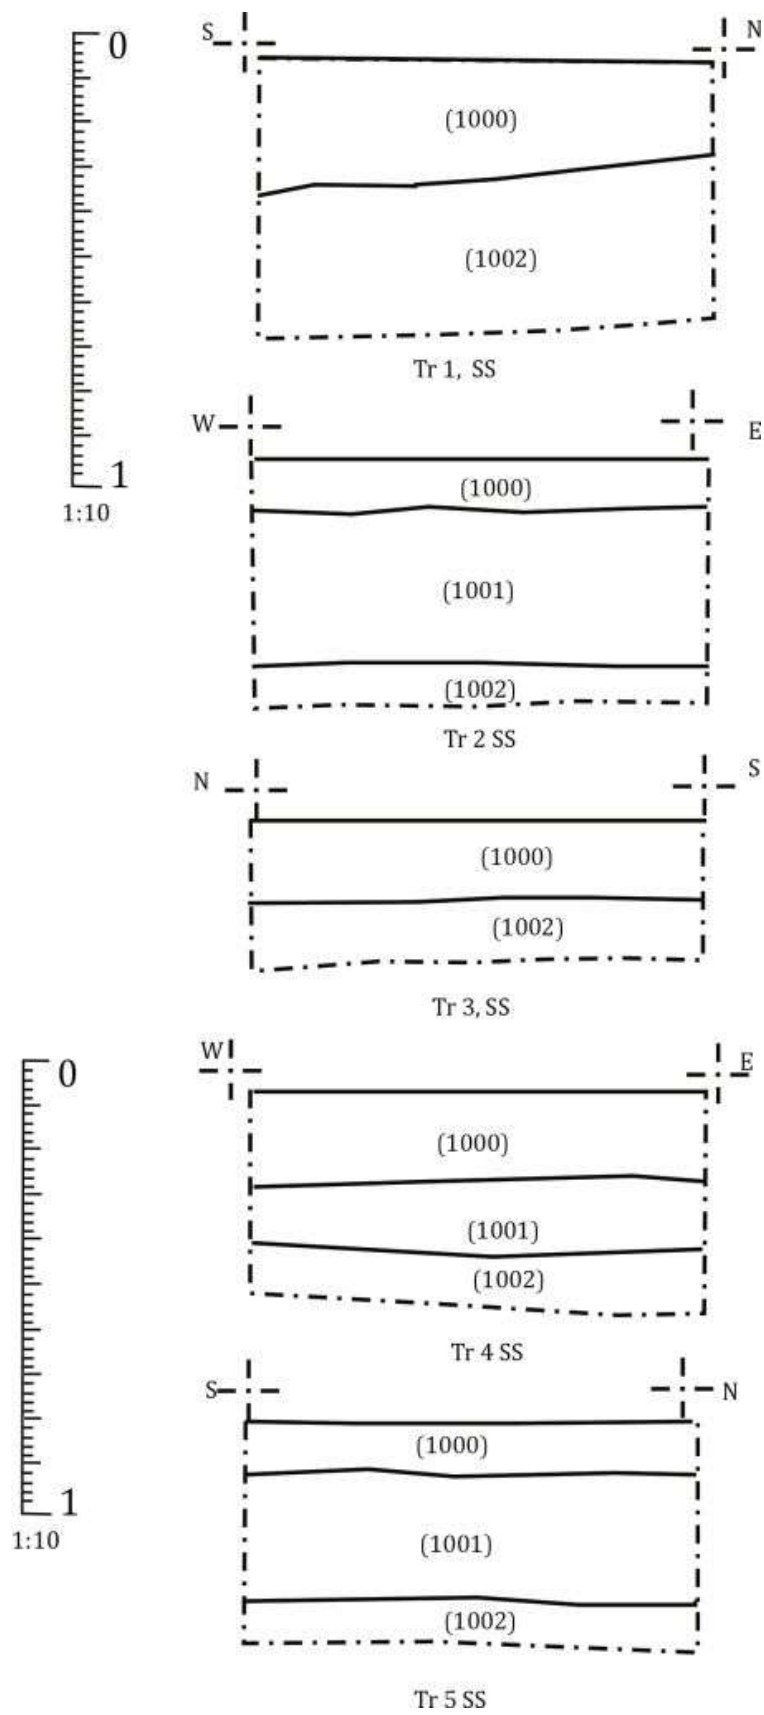 0
S
N
(1000)
(1002)
Tr 1, SS
1
1:10
W
E
(1000)
(1001)
(1002)
Tr 2 SS
N
S
(1000)
(1002)
Tr 3, SS
0
W
E
(1000)
(1001)
(1002)
Tr 4 SS
S
N
(1000)
1
1:10
(1001)
(1002)
Tr 5 SS